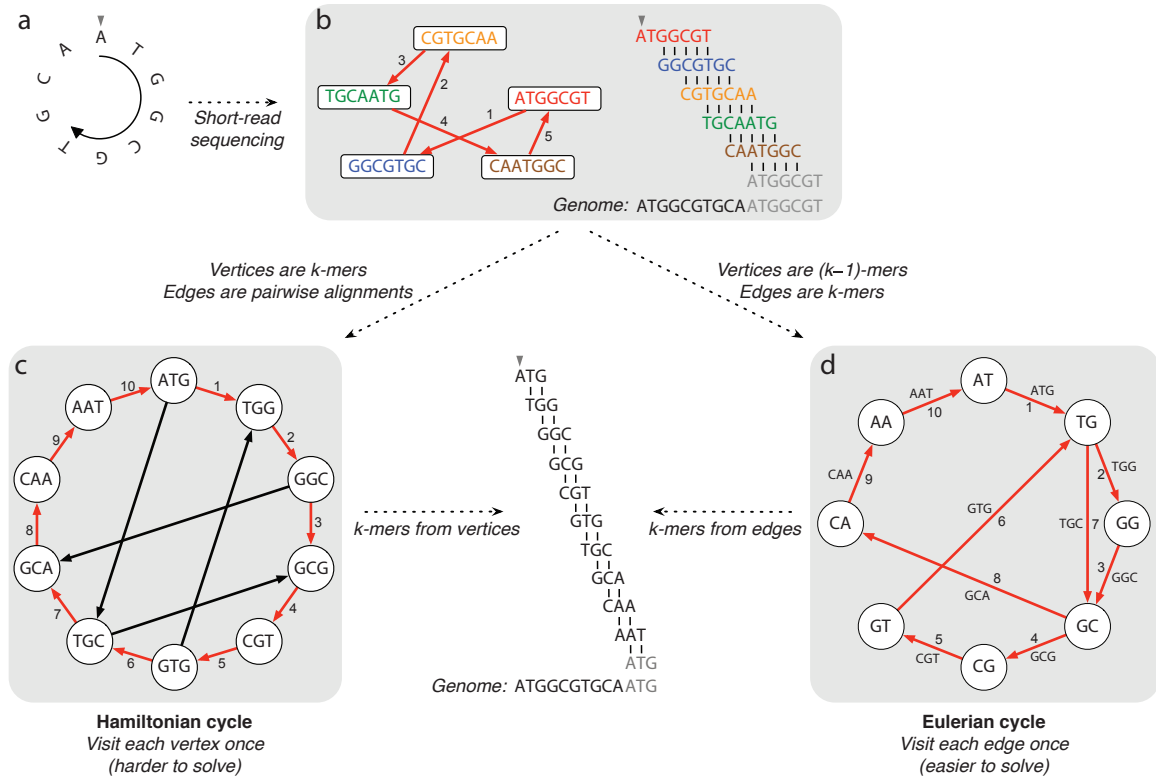 a
A
T
G
G
C
G
T
G
C
A
Short-read
sequencing
b
CGTGCAA
3
2
TGCAATG
ATGGCGT
1
4
5
GGCGTGC
CAATGGC
ATGGCGT
GGCGTGC
CGTGCAA
TGCAATG
CAATGGC
ATGGCGT
Genome: ATGGCGTGCAATGGCGT
Vertices are k-mers
Edges are pairwise alignments
Vertices are (k–1)-mers
Edges are k-mers
c
ATG
10
1
AAT
TGG
9
2
CAA
GGC
8
3
GCA
GCG
7
4
TGC
CGT
6
5
GTG
k-mers from vertices
ATG
TGG
GGC
GCG
CGT
GTG
TGC
GCA
CAA
AAT
ATG
Genome: ATGGCGTGCAATG
k-mers from edges
d
AT
AAT
10
ATG
1
AA
TG
CAA
9
2
TGG
GTG
6
TGC
7
CA
GG
3
GGC
8
GCA
GT
GC
5
CGT
4
GCG
CG
Hamiltonian cycle
Visit each vertex once
(harder to solve)
Eulerian cycle
Visit each edge once
(easier to solve)